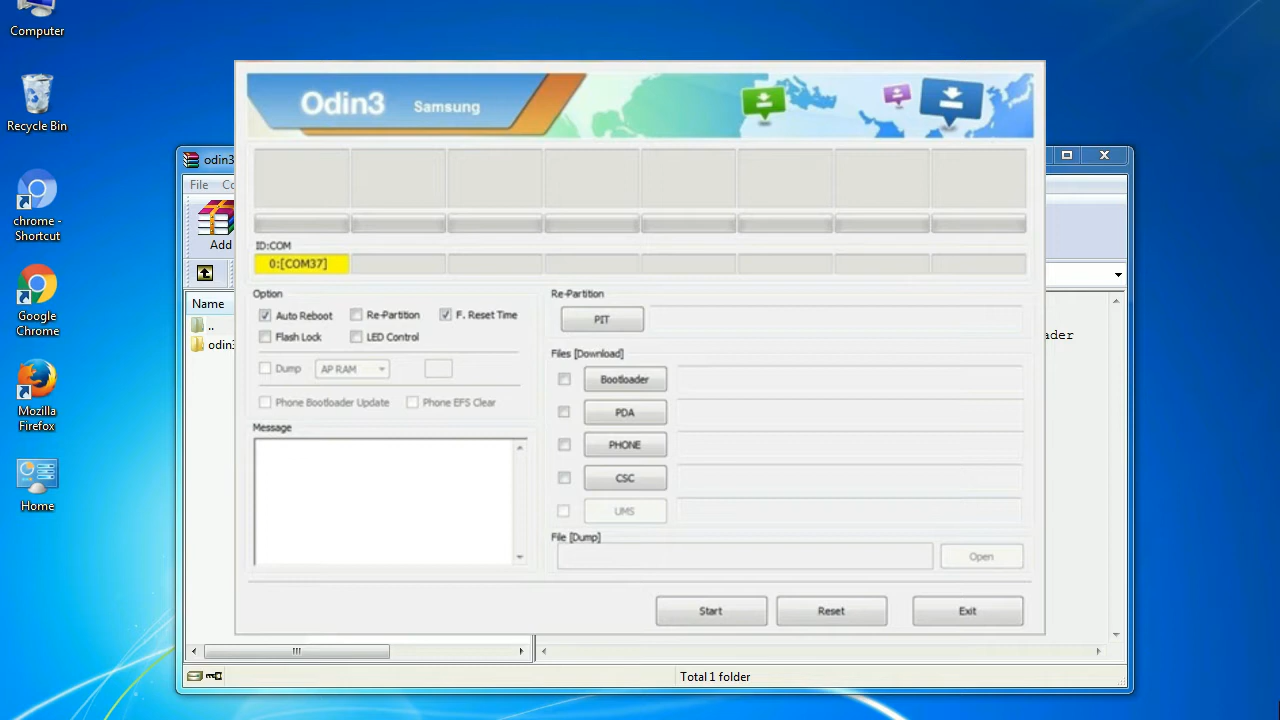 Computer
Recycle Bin
chrome -
Shortcut
Google
Chrome
Mozilla
Firefox
Home
odin3
File Co
Add
Name
..
odin3
ader
Total 1 folder
Odin3 Samsung
ID:COM
0:[COM37]
Option
Auto Reboot Re-Partition F. Reset Time
Flash Lock LED Control
Dump AP RAM
Phone Bootloader Update Phone EFS Clear
Message
Re-Partition
PIT
Files [Download]
Bootloader
PDA
PHONE
CSC
UMS
File [Dump]
Open
Start Reset Exit